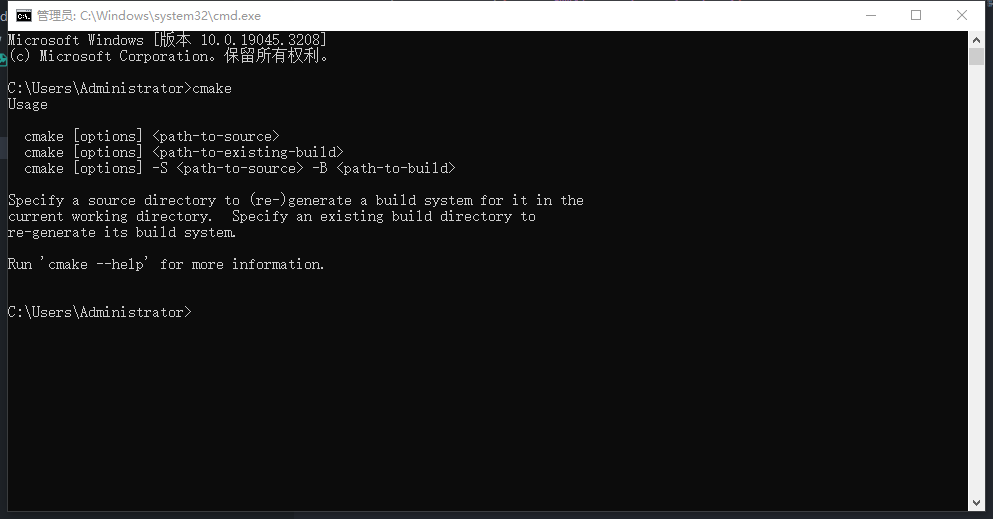 管理员: C:\Windows\system32\cmd.exe
Microsoft Windows [版本 10.0.19045.3208]
(c) Microsoft Corporation。保留所有权利。
C:\Users\Administrator>cmake
Usage
cmake [options] <path-to-source>
cmake [options] <path-to-existing-build>
cmake [options] -S <path-to-source> -B <path-to-build>
Specify a source directory to (re-)generate a build system for it in the
current working directory.  Specify an existing build directory to
re-generate its build system.
Run 'cmake --help' for more information.
C:\Users\Administrator>